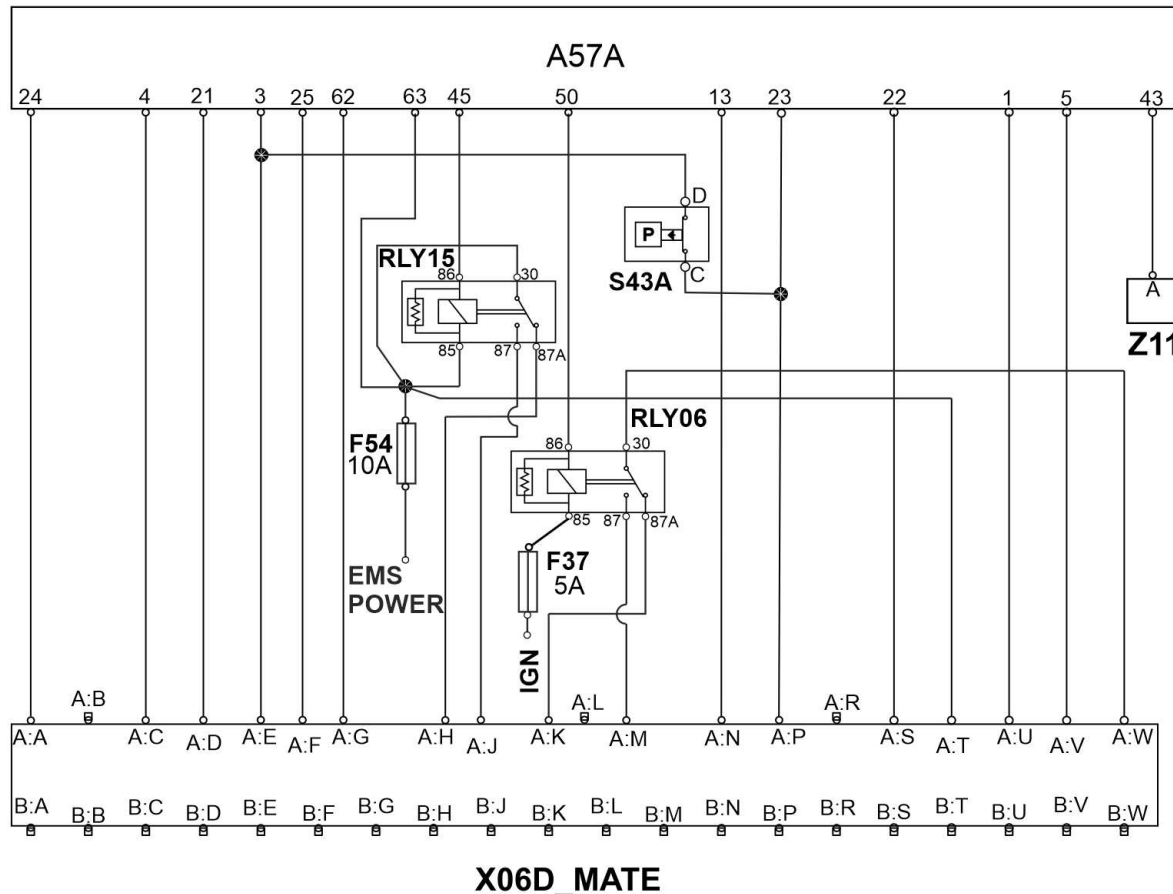 A57A
24 4 21 3 25 62 63 45 50 13 23 22 1 5 43
D
P
S43A
C
A
Z11
RLY15
86 30
85 87 87A
RLY06
86 30
85 87 87A
F54
10A
EMS
POWER
F37
5A
IGN
A:B A:L A:R
A:A A:C A:D A:E A:F A:G A:H A:J A:K A:M A:N A:P A:S A:T A:U A:V A:W
B:A B:B B:C B:D B:E B:F B:G B:H B:J B:K B:L B:M B:N B:P B:R B:S B:T B:U B:V B:W
X06D_MATE